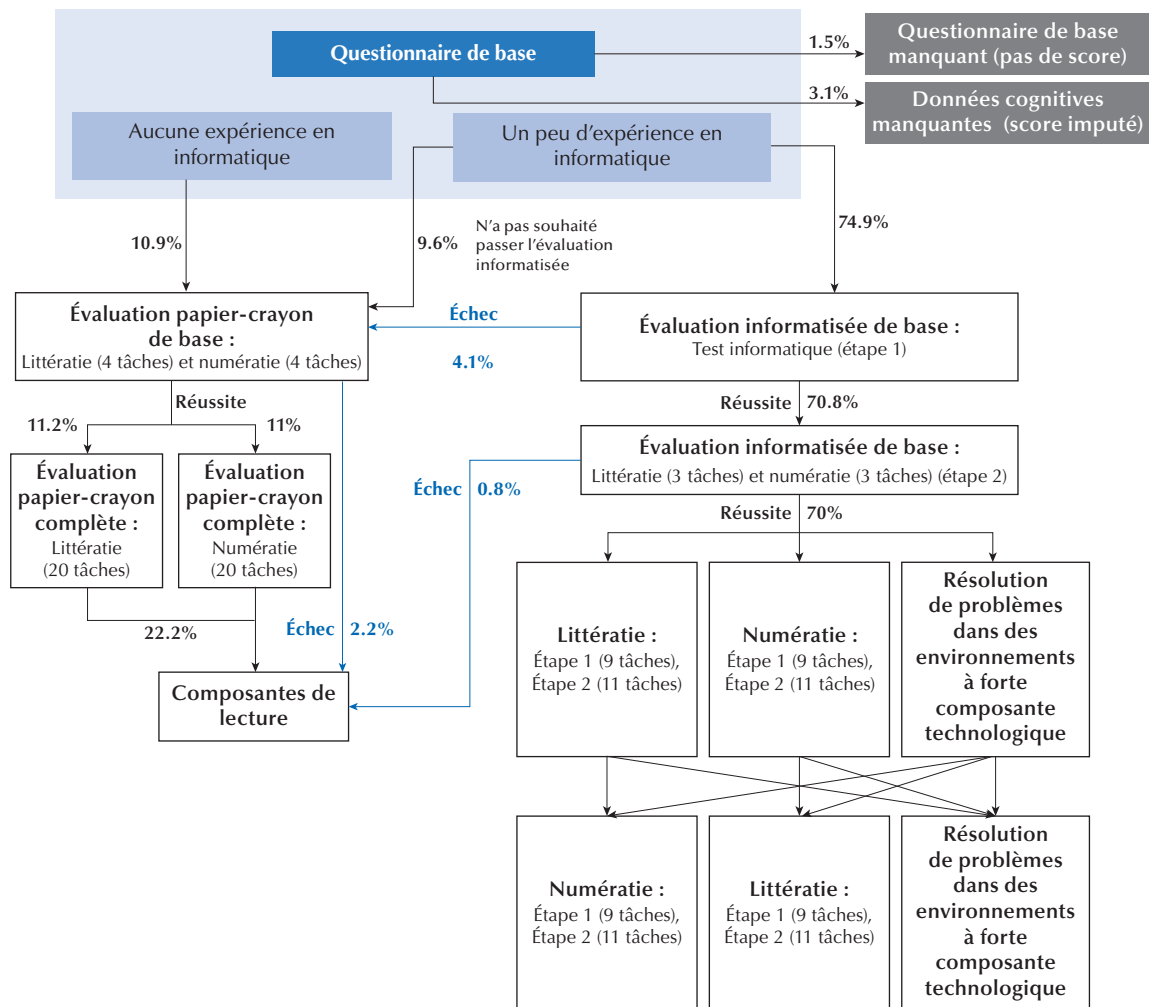 Questionnaire de base
1.5%
Questionnaire de base
manquant (pas de score)
3.1%
Données cognitives
manquantes (score imputé)
Aucune expérience en
informatique
Un peu d'expérience en
informatique
10.9%
9.6%
N'a pas souhaité
passer l'évaluation
informatisée
74.9%
Évaluation papier-crayon
de base :
Littératie (4 tâches) et numératie (4 tâches)
Échec
4.1%
Évaluation informatisée de base :
Test informatique (étape 1)
Réussite
11.2%
11%
Réussite 70.8%
Évaluation
papier-crayon
complète :
Littératie
(20 tâches)
Évaluation
papier-crayon
complète :
Numératie
(20 tâches)
Évaluation informatisée de base :
Littératie (3 tâches) et numératie (3 tâches) (étape 2)
Échec 0.8%
Réussite 70%
22.2%
Échec 2.2%
Composantes de
lecture
Littératie :
Étape 1 (9 tâches),
Étape 2 (11 tâches)
Numératie :
Étape 1 (9 tâches),
Étape 2 (11 tâches)
Résolution
de problèmes
dans des
environnements
à forte
composante
technologique
Numératie :
Étape 1 (9 tâches),
Étape 2 (11 tâches)
Littératie :
Étape 1 (9 tâches),
Étape 2 (11 tâches)
Résolution
de problèmes
dans des
environnements
à forte
composante
technologique